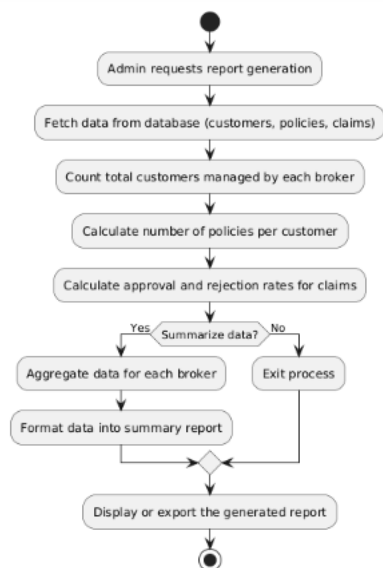 Admin requests report generation
Fetch data from database (customers, policies, claims)
Count total customers managed by each broker
Calculate number of policies per customer
Calculate approval and rejection rates for claims
Yes
Summarize data?
No
Aggregate data for each broker
Exit process
Format data into summary report
Display or export the generated report